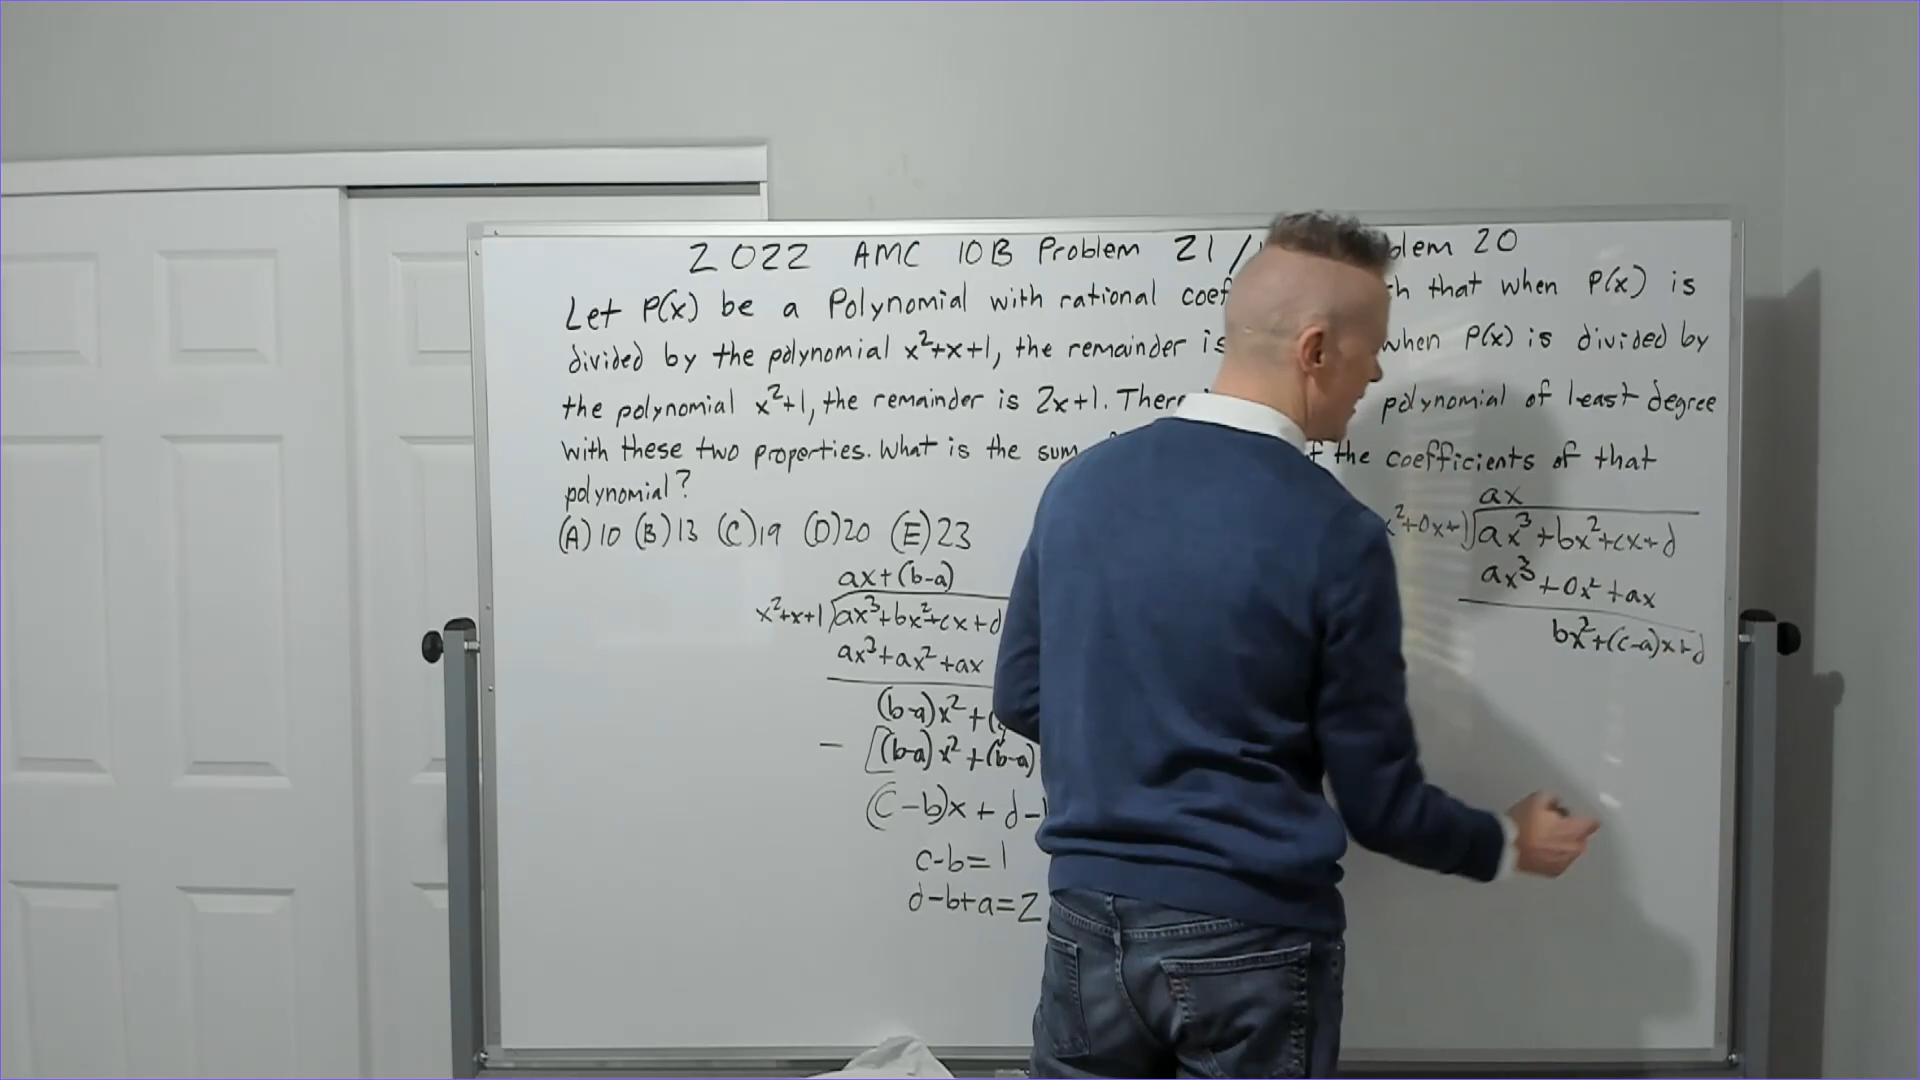 2022 AMC 10B Problem 21 / blem 20
Let P(x) be a Polynomial with rational coef h that when P(x) is
divided by the polynomial x²+x+1, the remainder is when P(x) is divided by
the polynomial x²+1, the remainder is 2x+1. There polynomial of least degree
with these two properties. What is the sum f the coefficients of that
polynomial?
(A) 10 (B) 13 (C) 19 (D) 20 (E) 23
ax+(b-a)
x²+x+1)ax³+bx²+cx+d
ax³+ax²+ax
(b-a)x²+(
- [(b-a)x²+(b-a)
(c-b)x+d-
c-b=1
d-b+a=2
ax
x²+0x+1)ax³+bx²+cx+d
ax³+0x²+ax
bx²+(c-a)x+d